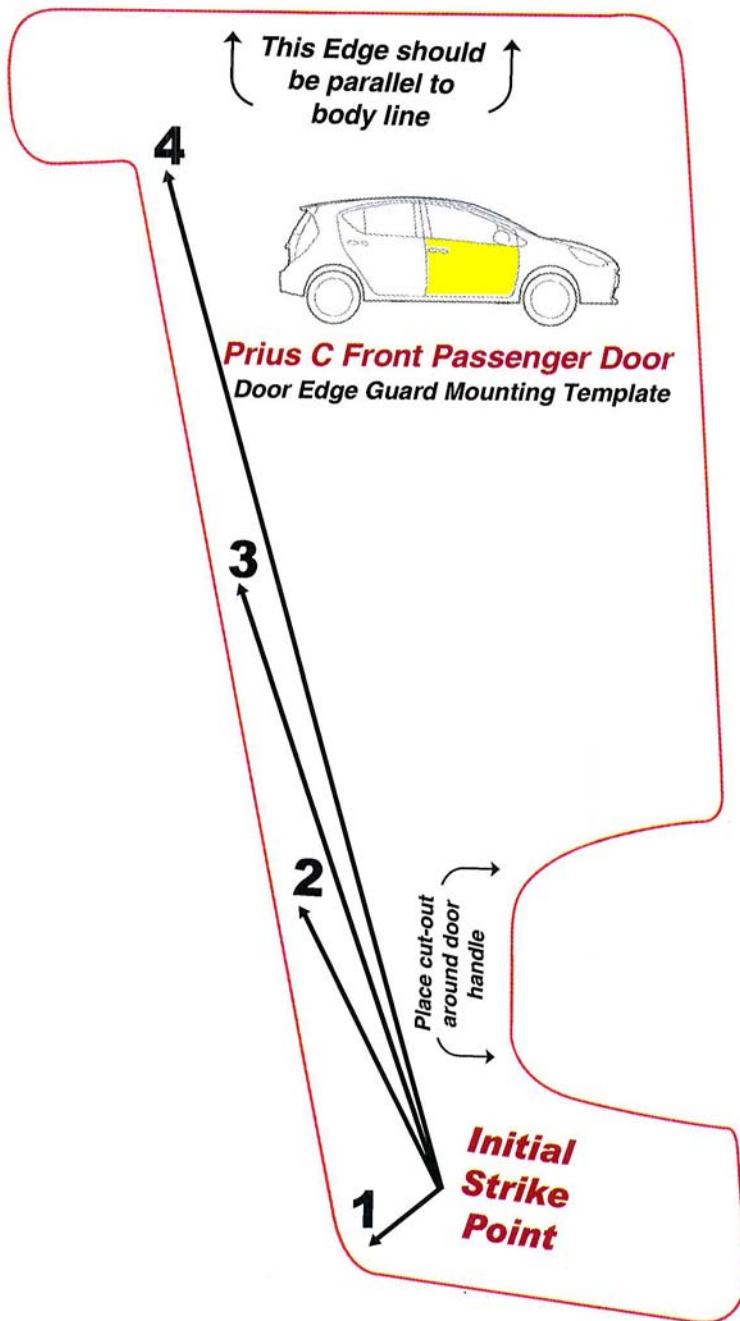 This Edge should
be parallel to
body line
4
Prius C Front Passenger Door
Door Edge Guard Mounting Template
3
2
Place cut-out
around door
handle
Initial
Strike
Point
1